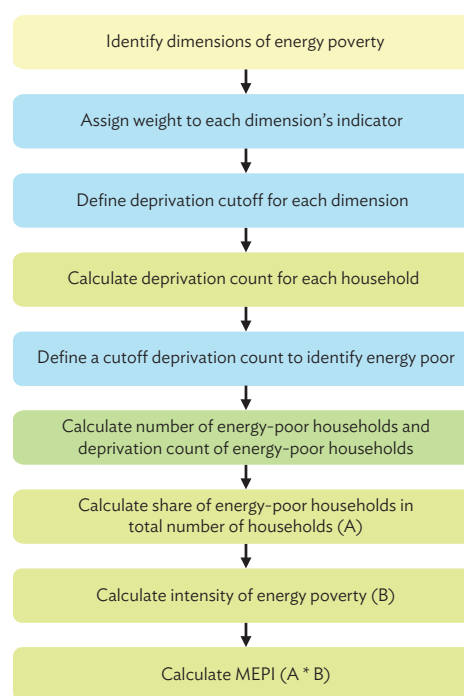 Identify dimensions of energy poverty
Assign weight to each dimension’s indicator
Define deprivation cutoff for each dimension
Calculate deprivation count for each household
Define a cutoff deprivation count to identify energy poor
Calculate number of energy-poor households and
deprivation count of energy-poor households
Calculate share of energy-poor households in
total number of households (A)
Calculate intensity of energy poverty (B)
Calculate MEPI (A * B)